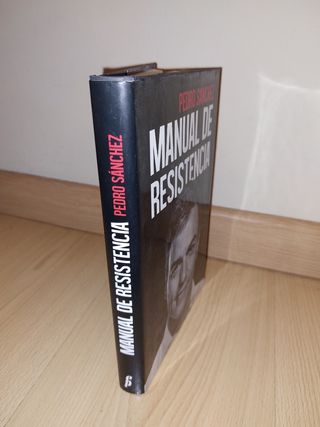 PEDRO SÁNCHEZ
MANUAL DE
RESISTENCIA
MANUAL DE RESISTENCIA PEDRO SÁNCHEZ